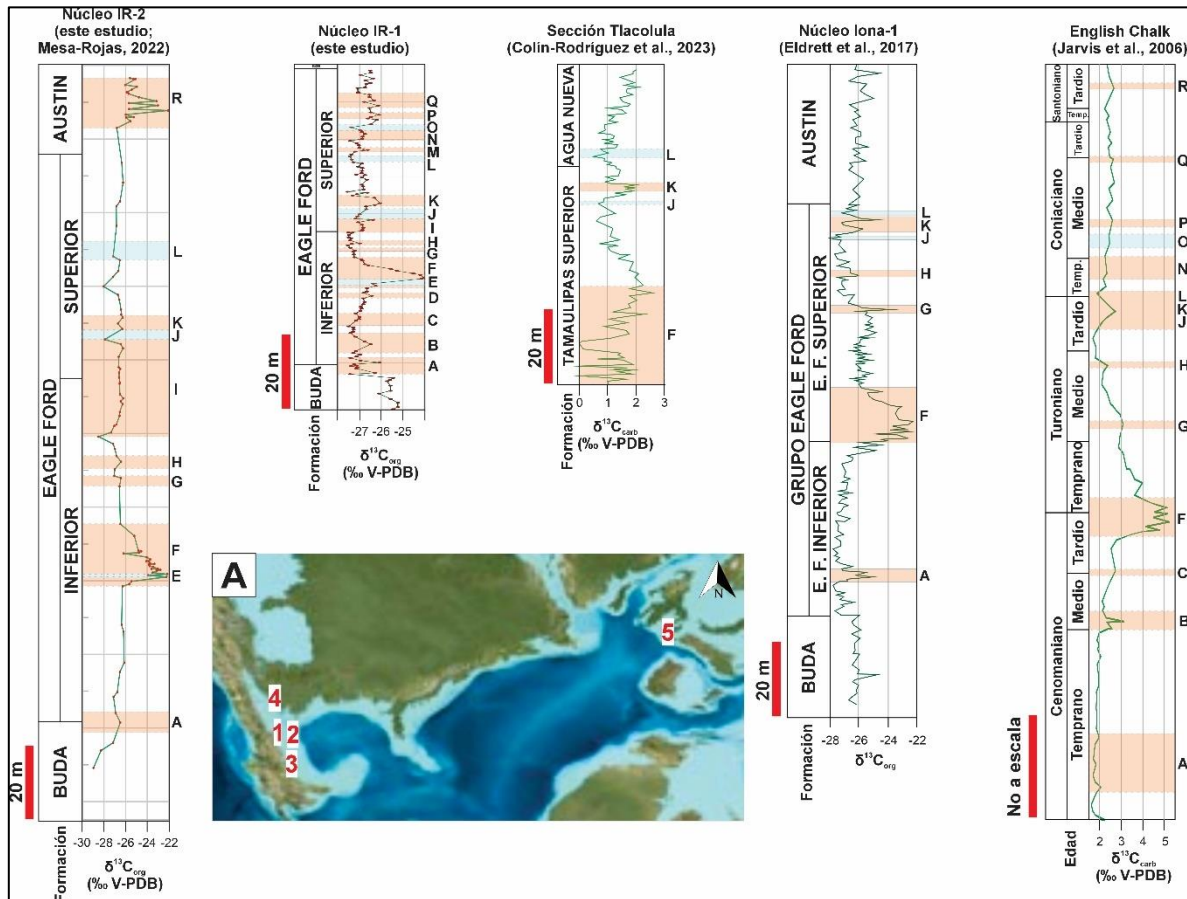 Núcleo IR-2
(este estudio;
Mesa-Rojas, 2022)
AUSTIN
SUPERIOR
EAGLE FORD
INFERIOR
BUDA
R
L
K
J
I
H
G
F
E
A
20 m
Formación
-30 -28 -26 -24 -22
δ¹³Corg
(‰ V-PDB)
Núcleo IR-1
(este estudio)
SUPERIOR
EAGLE FORD
INFERIOR
BUDA
Q
P
O
N
M
L
K
J
I
H
G
F
E
D
C
B
A
20 m
Formación
-27 -26 -25
δ¹³Corg
(‰ V-PDB)
Sección Tlacolula
(Colin-Rodríguez et al., 2023)
AGUA NUEVA
TAMAULIPAS SUPERIOR
L
K
J
F
20 m
Formación
0 1 2 3
δ¹³Ccarb
(‰ V-PDB)
Núcleo Iona-1
(Eldrett et al., 2017)
AUSTIN
GRUPO EAGLE FORD
E. F. SUPERIOR
E. F. INFERIOR
BUDA
L
K
J
H
G
F
A
20 m
Formación
-28 -26 -24 -22
δ¹³Corg
English Chalk
(Jarvis et al., 2006)
Santoniano
Tardío
Temp.
Coniaciano
Tardío
Medio
Temp.
Turoniano
Tardío
Medio
Temprano
Cenomaniano
Tardío
Medio
Temprano
R
Q
P
O
N
L
K
J
H
G
F
C
B
A
No a escala
Edad
2 3 4 5
δ¹³Ccarb
(‰ V-PDB)
A
N
5
4
1 2
3